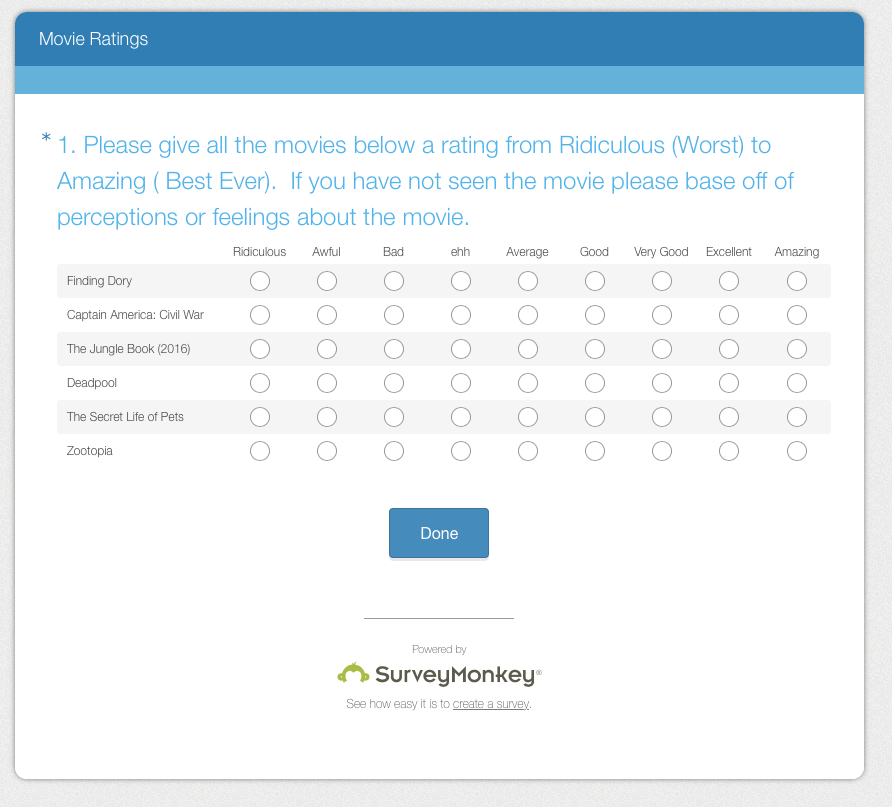 Movie Ratings
* 1. Please give all the movies below a rating from Ridiculous (Worst) to
Amazing ( Best Ever).  If you have not seen the movie please base off of
perceptions or feelings about the movie.
Ridiculous Awful Bad ehh Average Good Very Good Excellent Amazing
Finding Dory
Captain America: Civil War
The Jungle Book (2016)
Deadpool
The Secret Life of Pets
Zootopia
Done
Powered by
SurveyMonkey®
See how easy it is to create a survey.